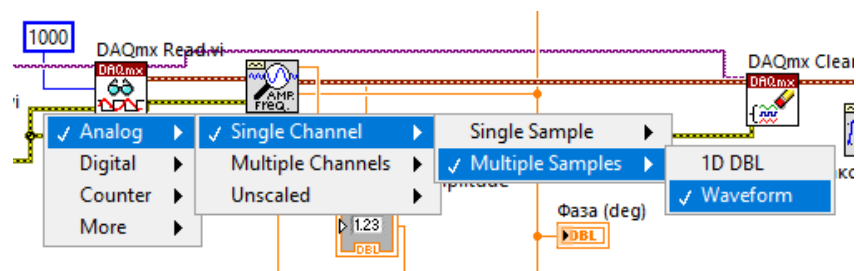 1000
DAQmx Read.vi
DAQmx Clear
DAQmx
DAQmx
AMP.
FREQ.
vi
Analog
Digital
Counter
More
Single Channel
Multiple Channels
Unscaled
Single Sample
Multiple Samples
1D DBL
Waveform
Фаза (deg)
DBL
1.23
DBL